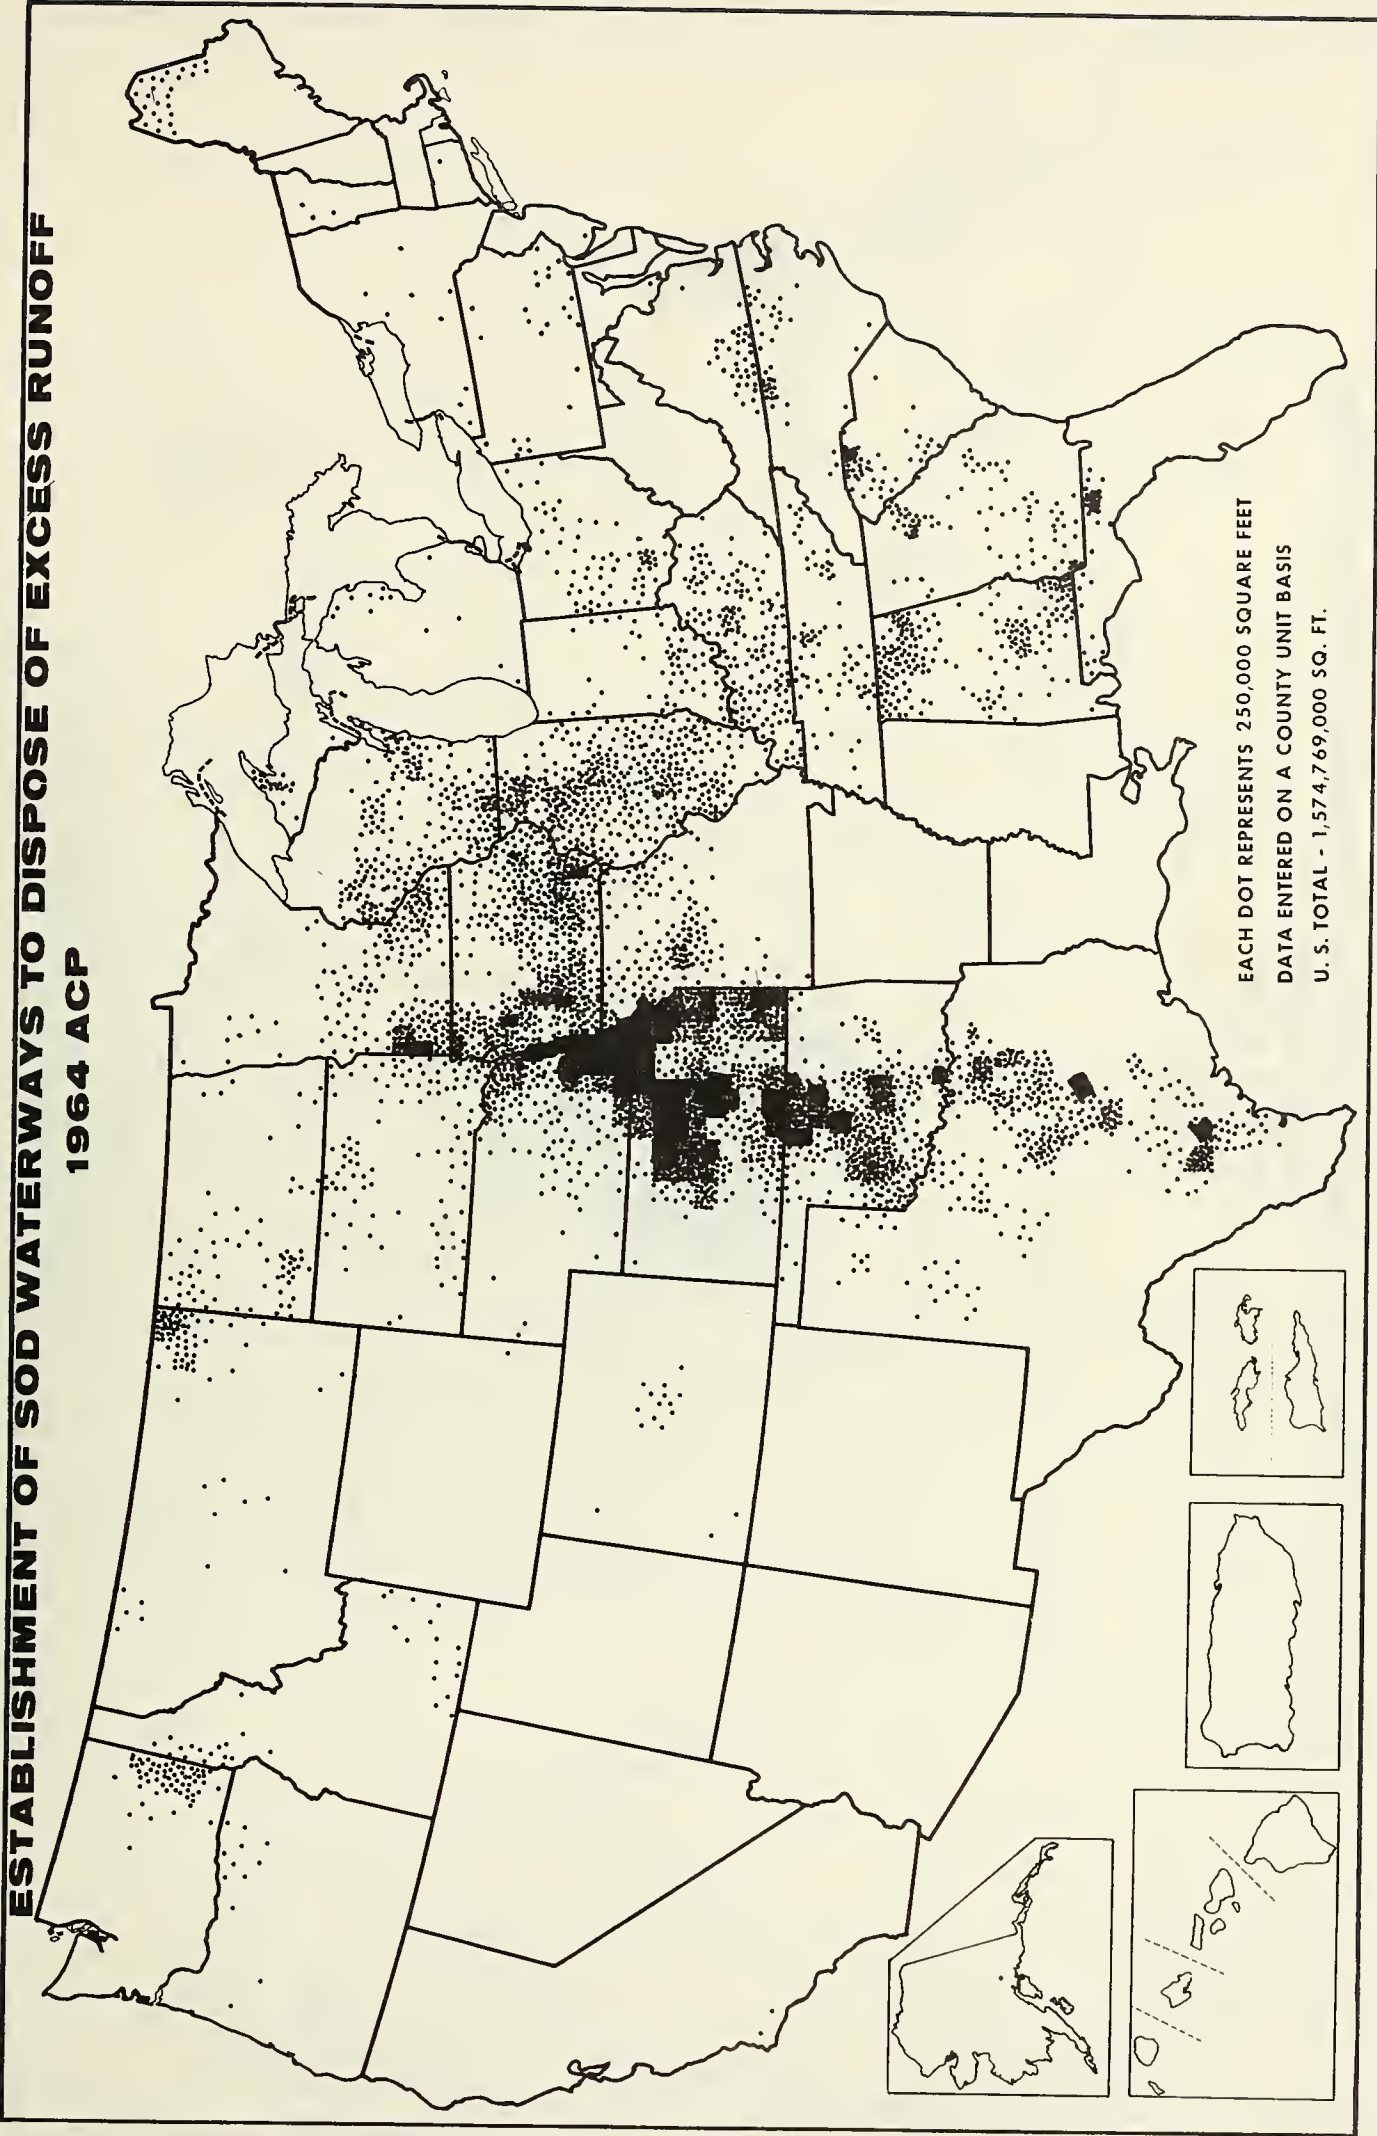 ESTABLISHMENT OF SOD WATERWAYS TO DISPOSE OF EXCESS RUNOFF
1964 ACP
EACH DOT REPRESENTS 250,000 SQUARE FEET
DATA ENTERED ON A COUNTY UNIT BASIS
U. S. TOTAL - 1,574,769,000 SQ. FT.